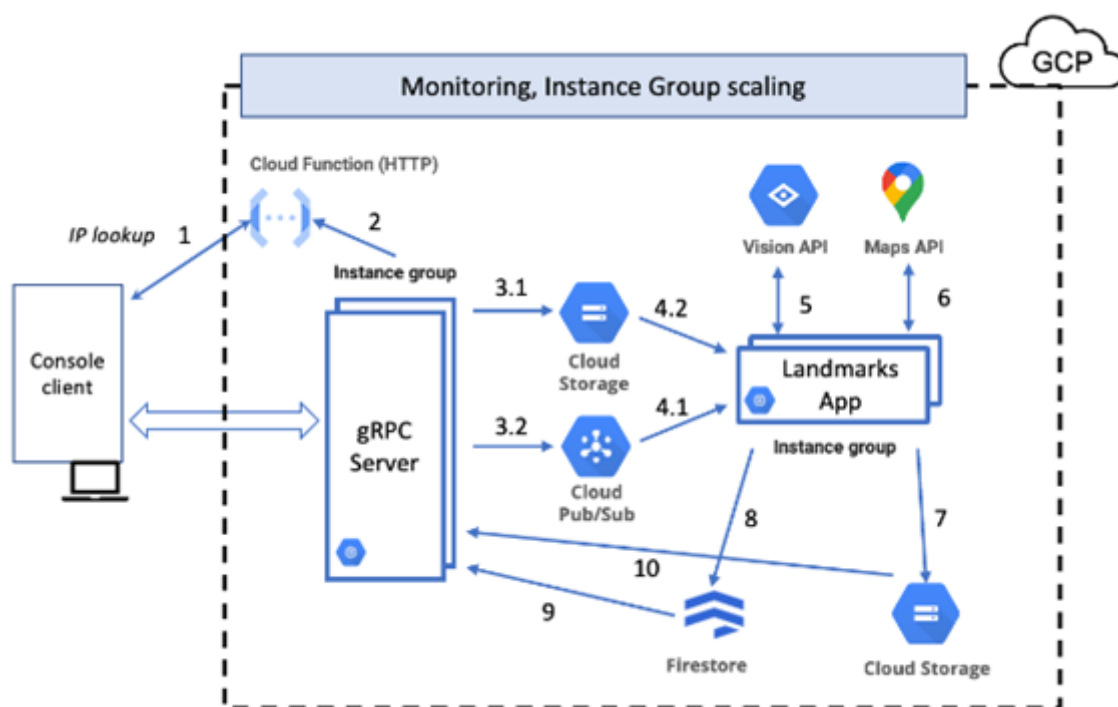 GCP
Monitoring, Instance Group scaling
Cloud Function (HTTP)
IP lookup
1
2
Instance group
Vision API
Maps API
3.1
4.2
5
6
Console
client
Cloud
Storage
Landmarks
App
gRPC
Server
3.2
4.1
Instance group
Cloud
Pub/Sub
8
7
10
9
Firestore
Cloud Storage